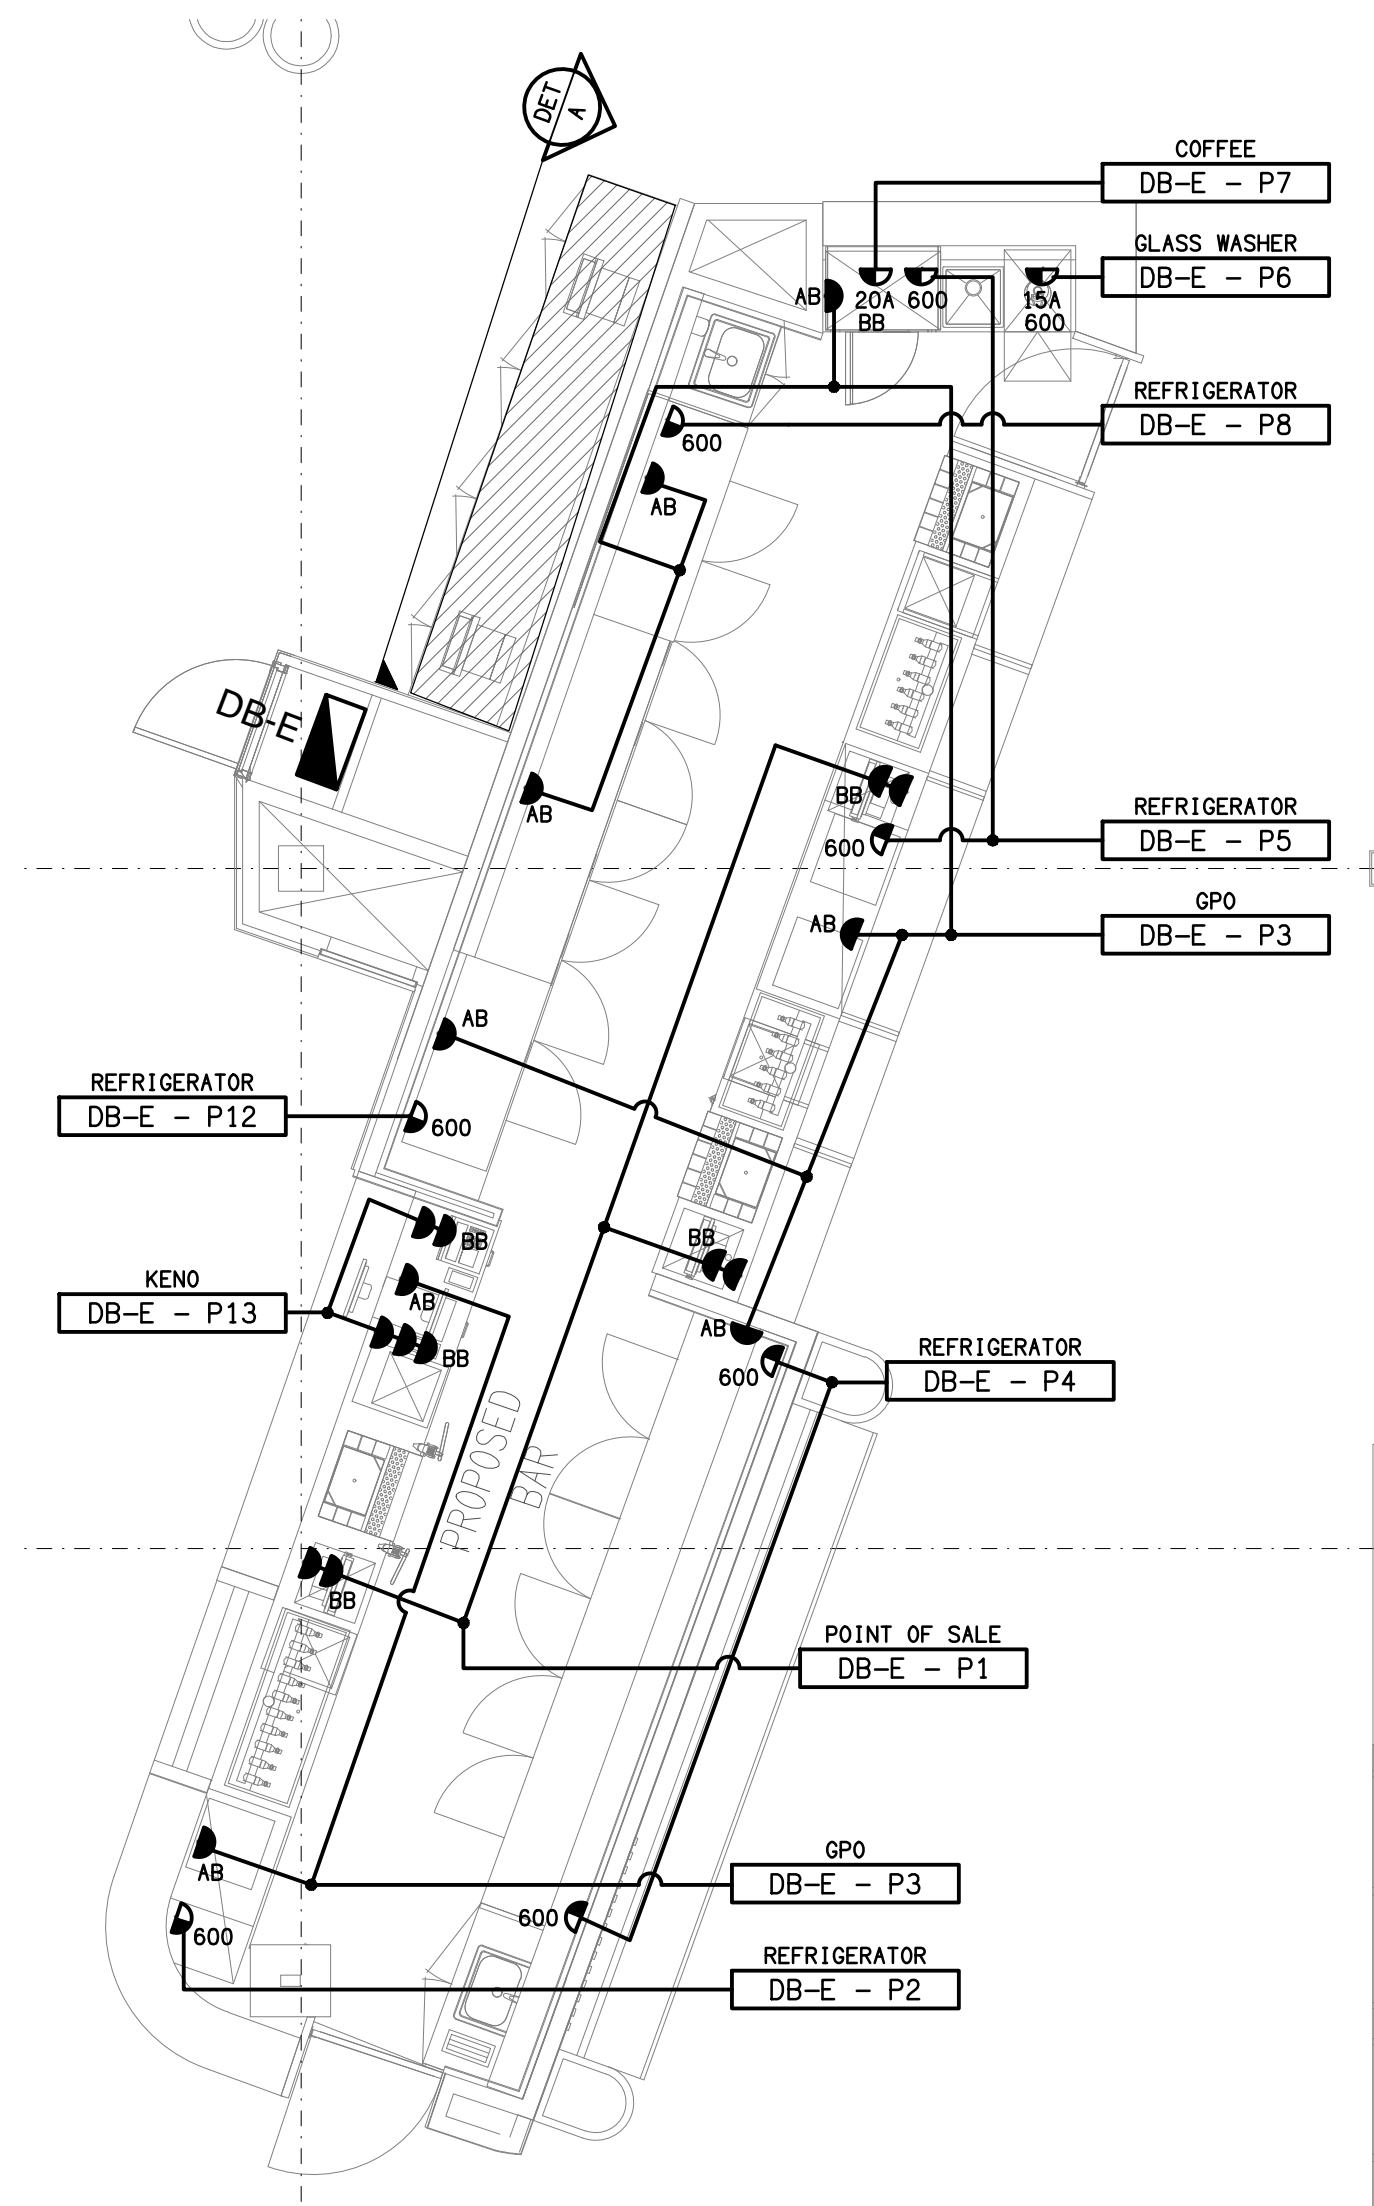 DET
A
COFFEE
DB-E - P7
GLASS WASHER
DB-E - P6
AB
20A
600
15A
BB
600
REFRIGERATOR
DB-E - P8
600
AB
DB-E
AB
BB
REFRIGERATOR
DB-E - P5
600
GPO
DB-E - P3
AB
AB
REFRIGERATOR
DB-E - P12
600
BB
BB
KENO
DB-E - P13
AB
AB
BB
REFRIGERATOR
DB-E - P4
600
PROPOSED
BAR
BB
POINT OF SALE
DB-E - P1
GPO
DB-E - P3
AB
600
600
REFRIGERATOR
DB-E - P2